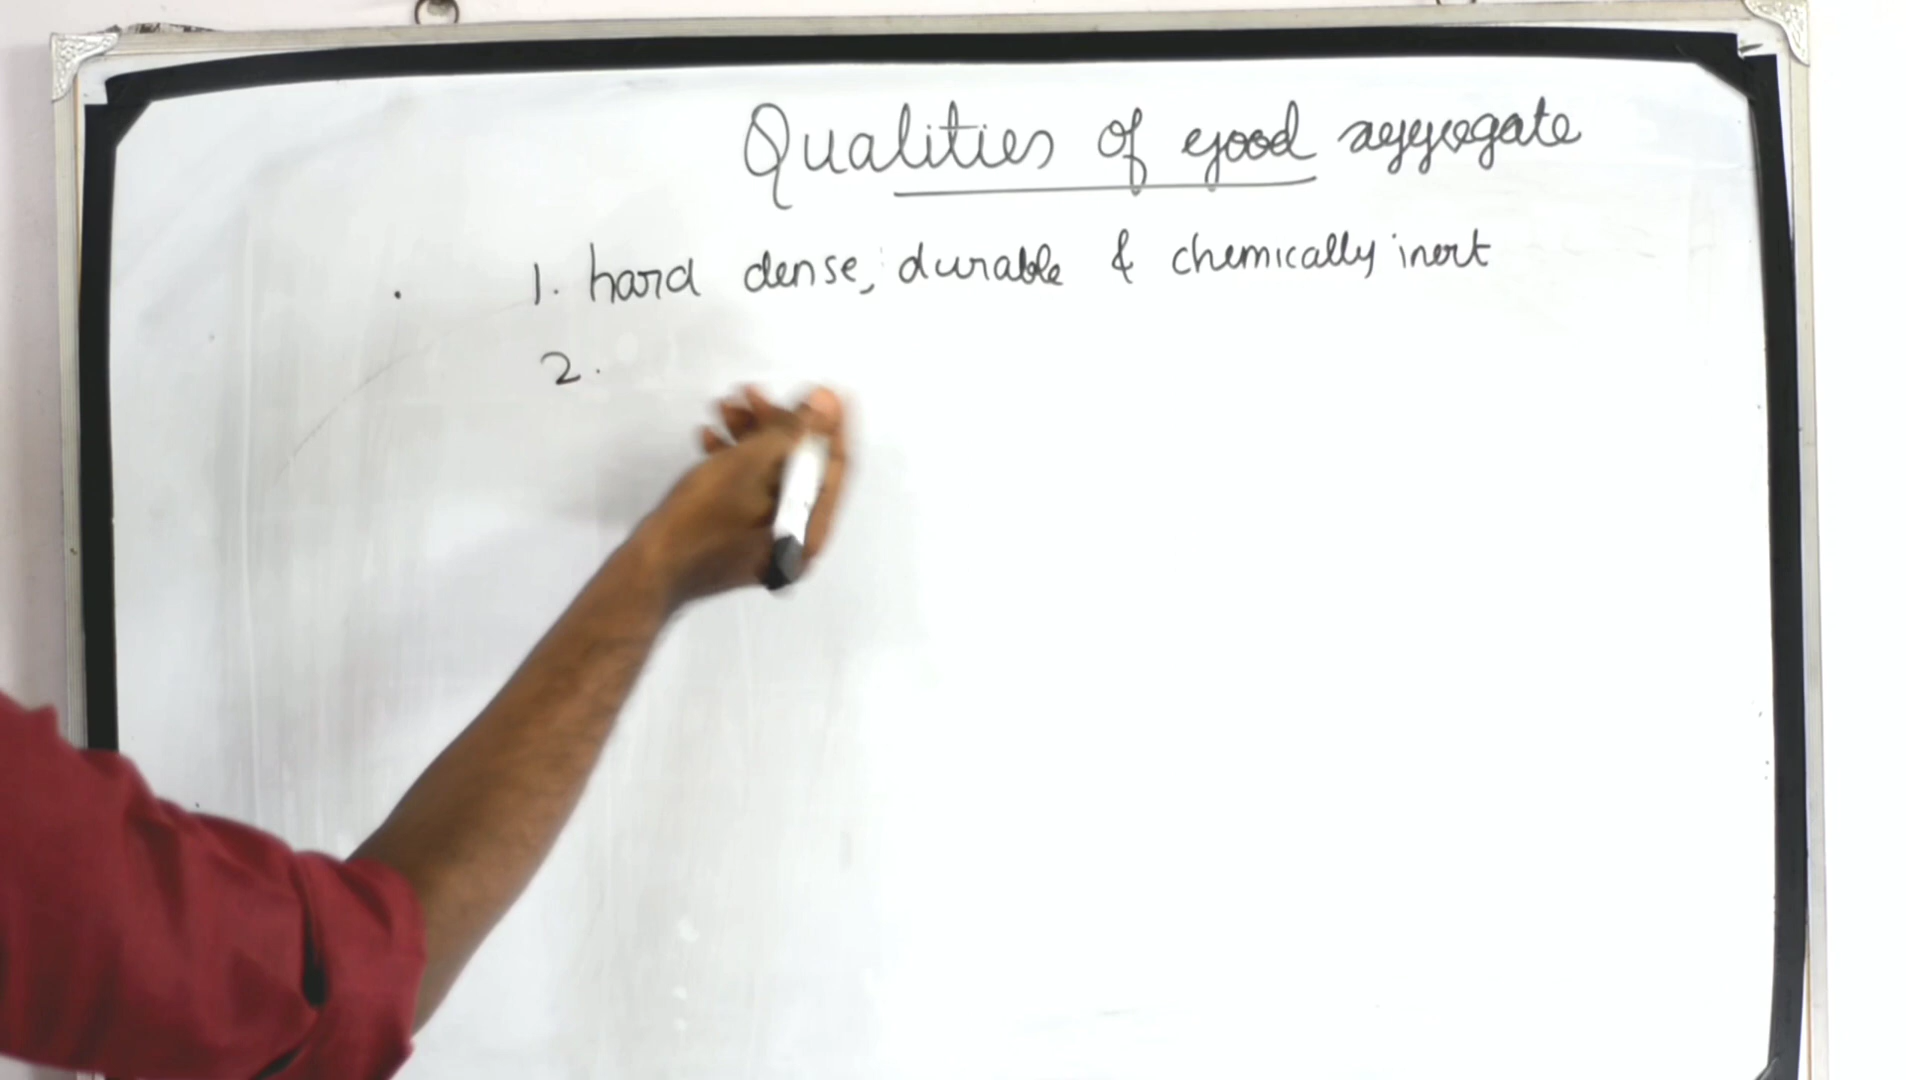 Qualities of good aggregate
1. hard dense, durable & chemically inert
2.